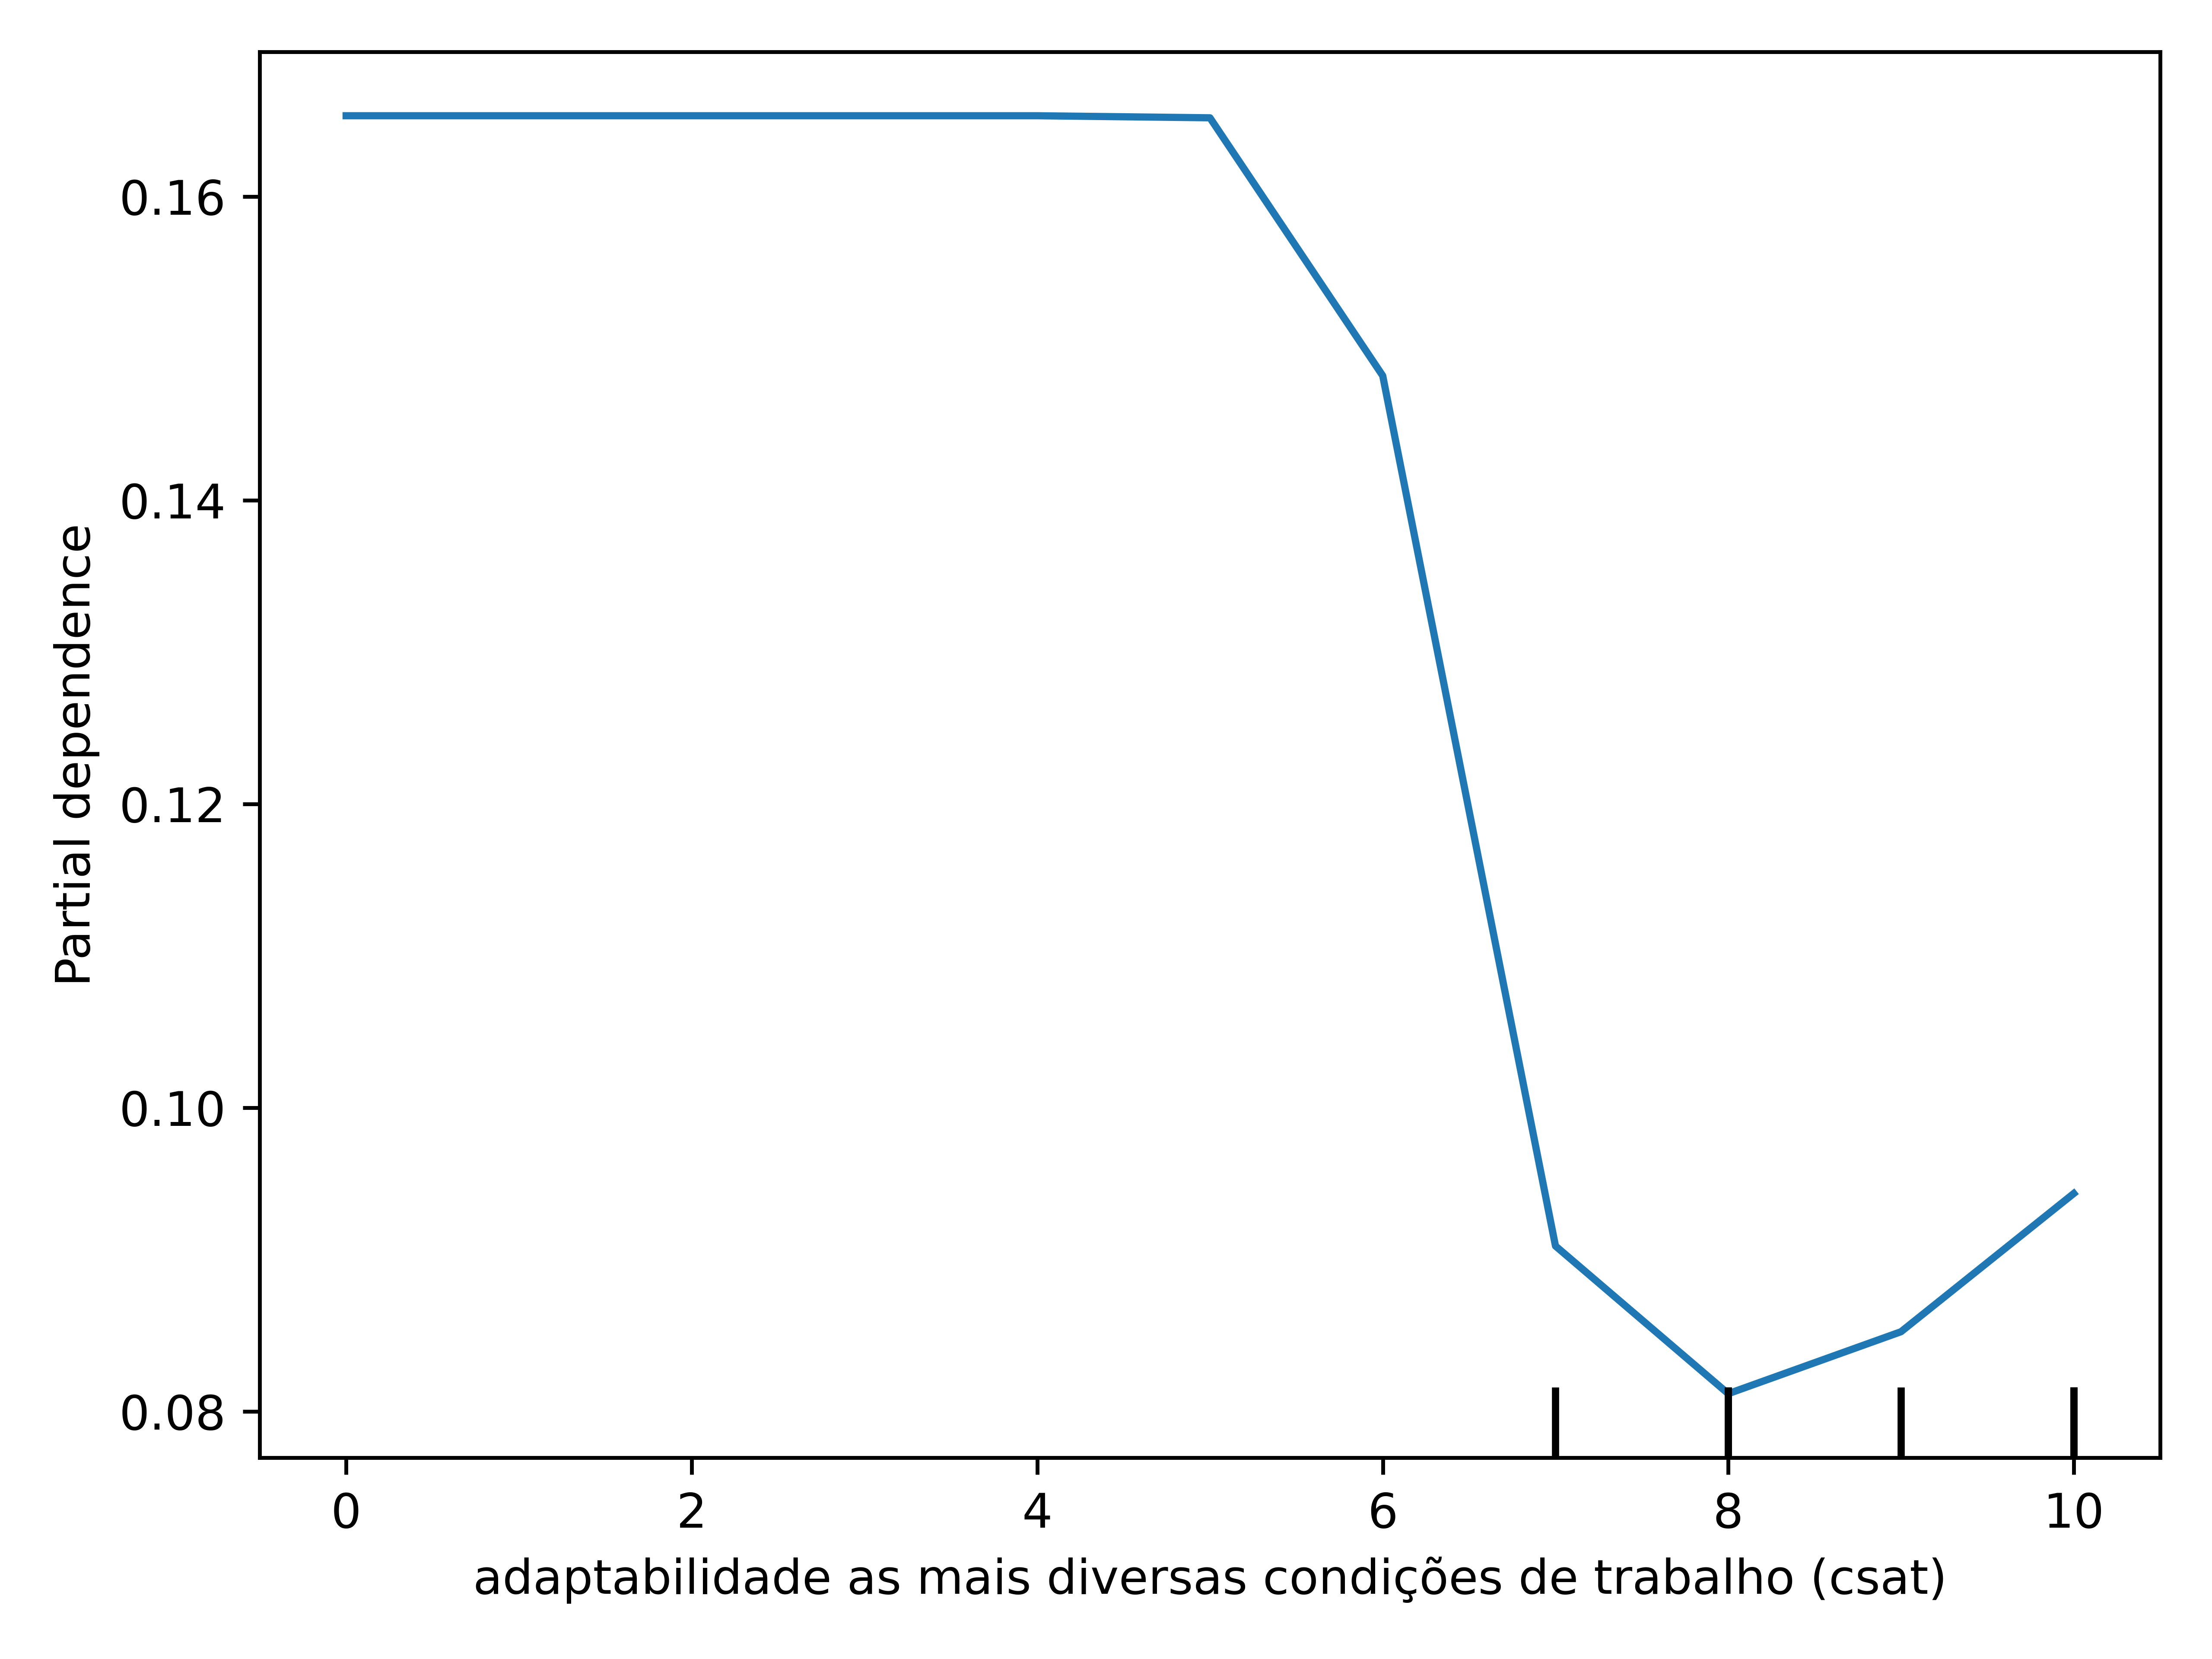 Partial dependence
0.16
0.14
0.12
0.10
0.08
0 2 4 6 8 10
adaptabilidade as mais diversas condições de trabalho (csat)